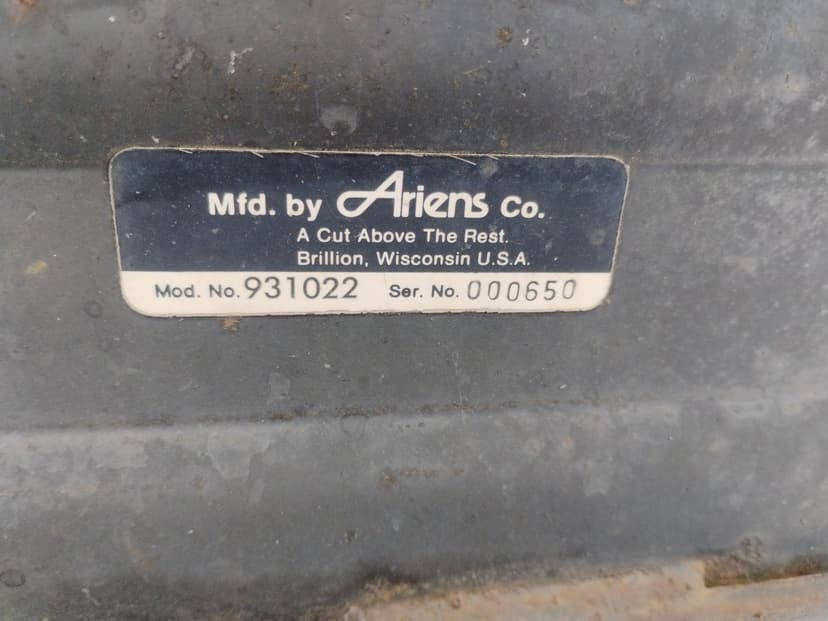 Mfd. by Ariens Co.
A Cut Above The Rest.
Brillion, Wisconsin U.S.A.
Mod. No. 931022 Ser. No. 000650